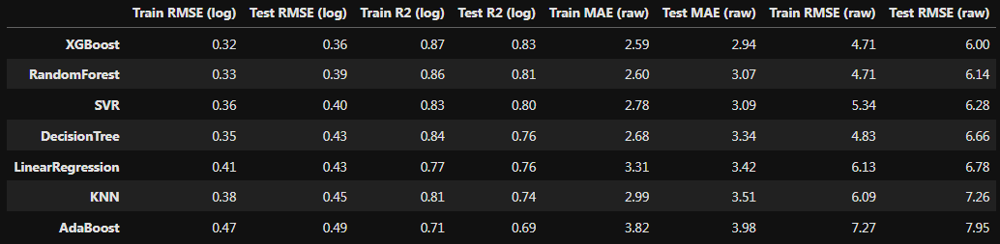 Train RMSE (log) Test RMSE (log) Train R2 (log) Test R2 (log) Train MAE (raw) Test MAE (raw) Train RMSE (raw) Test RMSE (raw)
XGBoost 0.32 0.36 0.87 0.83 2.59 2.94 4.71 6.00
RandomForest 0.33 0.39 0.86 0.81 2.60 3.07 4.71 6.14
SVR 0.36 0.40 0.83 0.80 2.78 3.09 5.34 6.28
DecisionTree 0.35 0.43 0.84 0.76 2.68 3.34 4.83 6.66
LinearRegression 0.41 0.43 0.77 0.76 3.31 3.42 6.13 6.78
KNN 0.38 0.45 0.81 0.74 2.99 3.51 6.09 7.26
AdaBoost 0.47 0.49 0.71 0.69 3.82 3.98 7.27 7.95